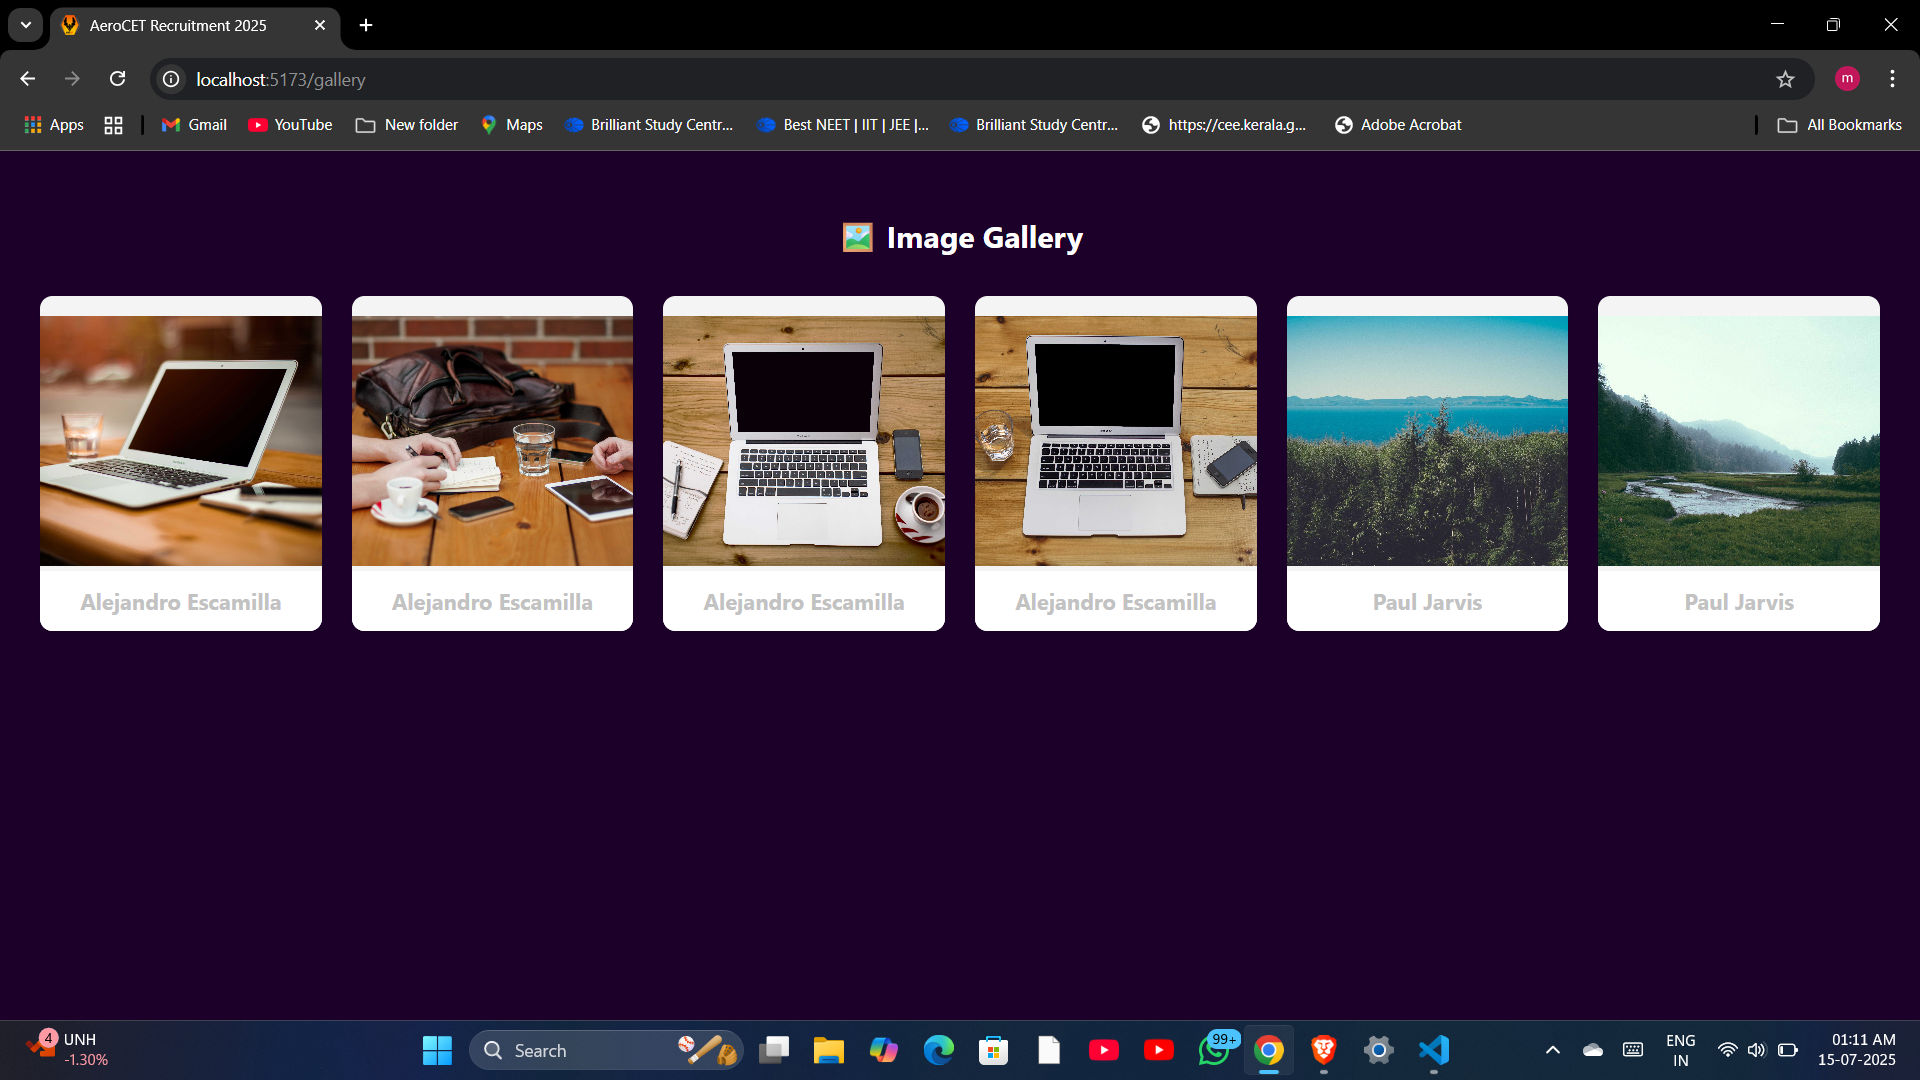 AeroCET Recruitment 2025
localhost:5173/gallery
m
Apps
Gmail
YouTube
New folder
Maps
Brilliant Study Centr...
Best NEET | IIT | JEE |...
Brilliant Study Centr...
https://cee.kerala.g...
Adobe Acrobat
All Bookmarks
Image Gallery
Alejandro Escamilla
Alejandro Escamilla
Alejandro Escamilla
Alejandro Escamilla
Paul Jarvis
Paul Jarvis
4
UNH
-1.30%
Search
99+
ENG
IN
01:11 AM
15-07-2025